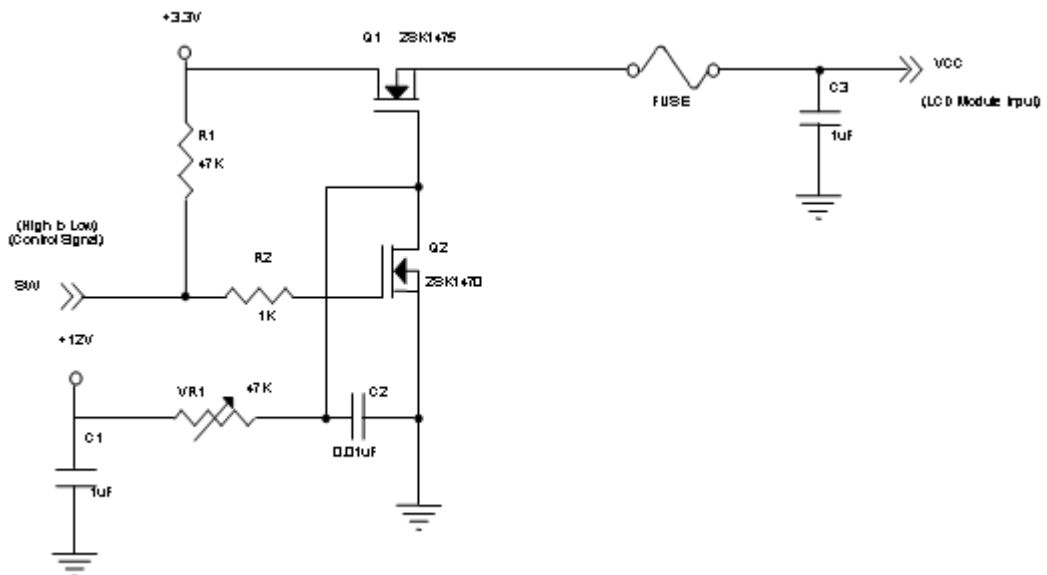 +3.3V
Q1 2SK1475
FUSE
VCC
(LCD Module Input)
C3
1uF
R1
47K
(High to Low)
(Control Signal)
SW
R2
1K
Q2
2SK1470
+12V
VR1
47K
C2
0.01uF
C1
1uF